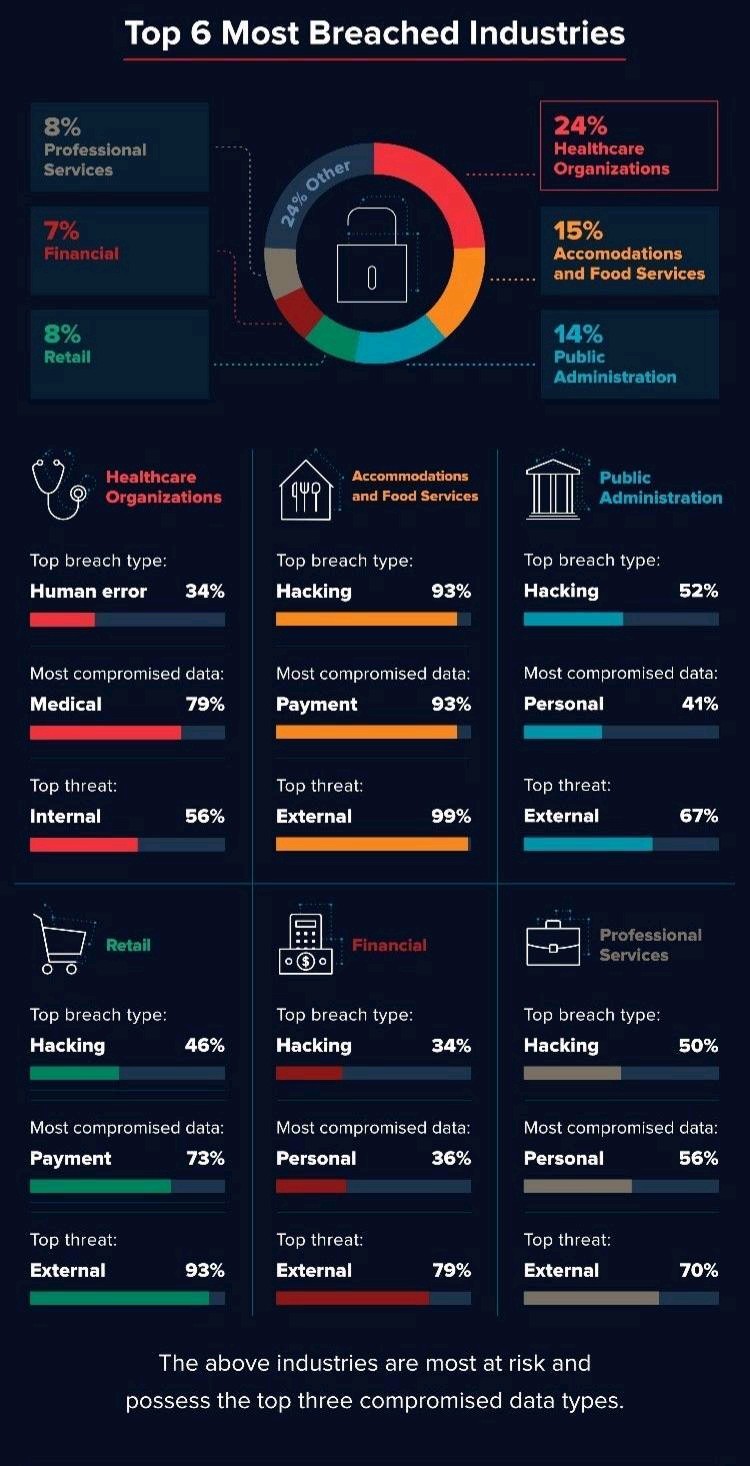 Top 6 Most Breached Industries
8%
Professional
Services
7%
Financial
8%
Retail
24% Other
24%
Healthcare
Organizations
15%
Accomodations
and Food Services
14%
Public
Administration
Healthcare
Organizations
Top breach type:
Human error 34%
Most compromised data:
Medical 79%
Top threat:
Internal 56%
Accommodations
and Food Services
Top breach type:
Hacking 93%
Most compromised data:
Payment 93%
Top threat:
External 99%
Public
Administration
Top breach type:
Hacking 52%
Most compromised data:
Personal 41%
Top threat:
External 67%
Retail
Top breach type:
Hacking 46%
Most compromised data:
Payment 73%
Top threat:
External 93%
Financial
Top breach type:
Hacking 34%
Most compromised data:
Personal 36%
Top threat:
External 79%
Professional
Services
Top breach type:
Hacking 50%
Most compromised data:
Personal 56%
Top threat:
External 70%
The above industries are most at risk and
possess the top three compromised data types.